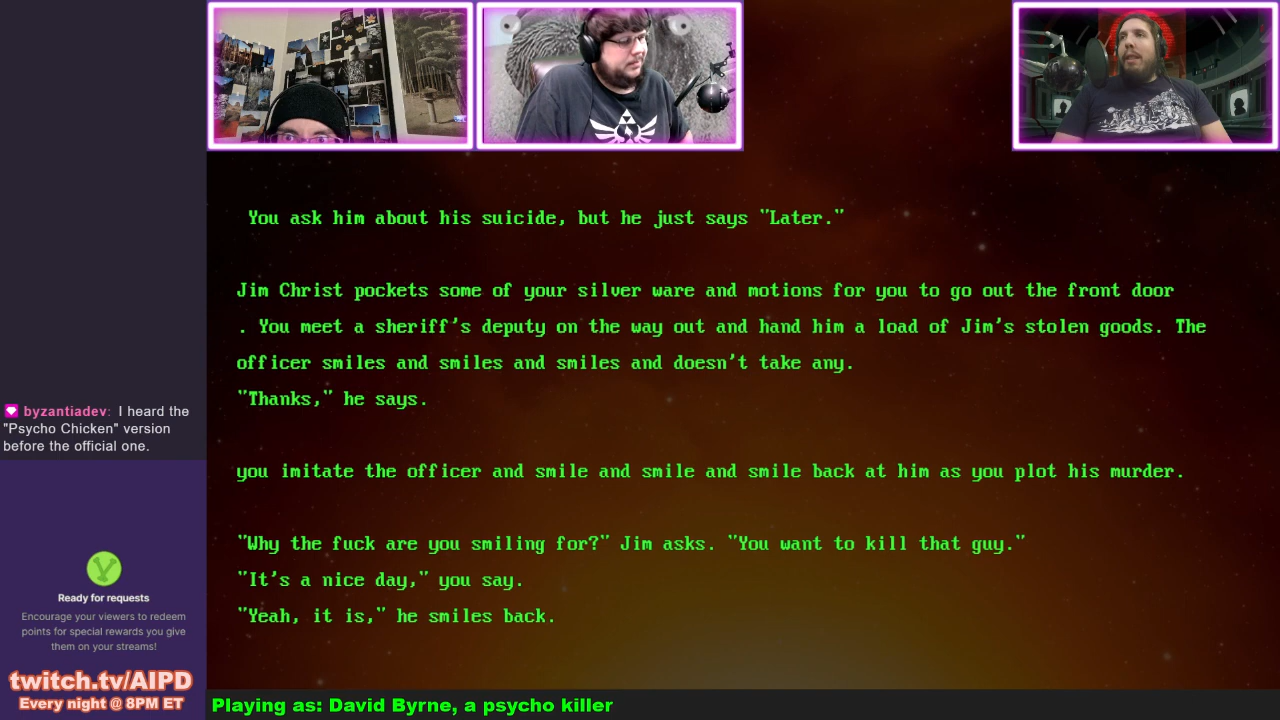 You ask him about his suicide, but he just says "Later."
Jim Christ pockets some of your silver ware and motions for you to go out the front door
. You meet a sheriff's deputy on the way out and hand him a load of Jim's stolen goods. The
officer smiles and smiles and smiles and doesn't take any.
"Thanks," he says.
you imitate the officer and smile and smile and smile back at him as you plot his murder.
"Why the fuck are you smiling for?" Jim asks. "You want to kill that guy."
"It's a nice day," you say.
"Yeah, it is," he smiles back.
byzantiadev: I heard the
"Psycho Chicken" version
before the official one.
Ready for requests
Encourage your viewers to redeem
points for special rewards you give
them on your streams!
twitch.tv/AIPD
Every night @ 8PM ET
Playing as: David Byrne, a psycho killer